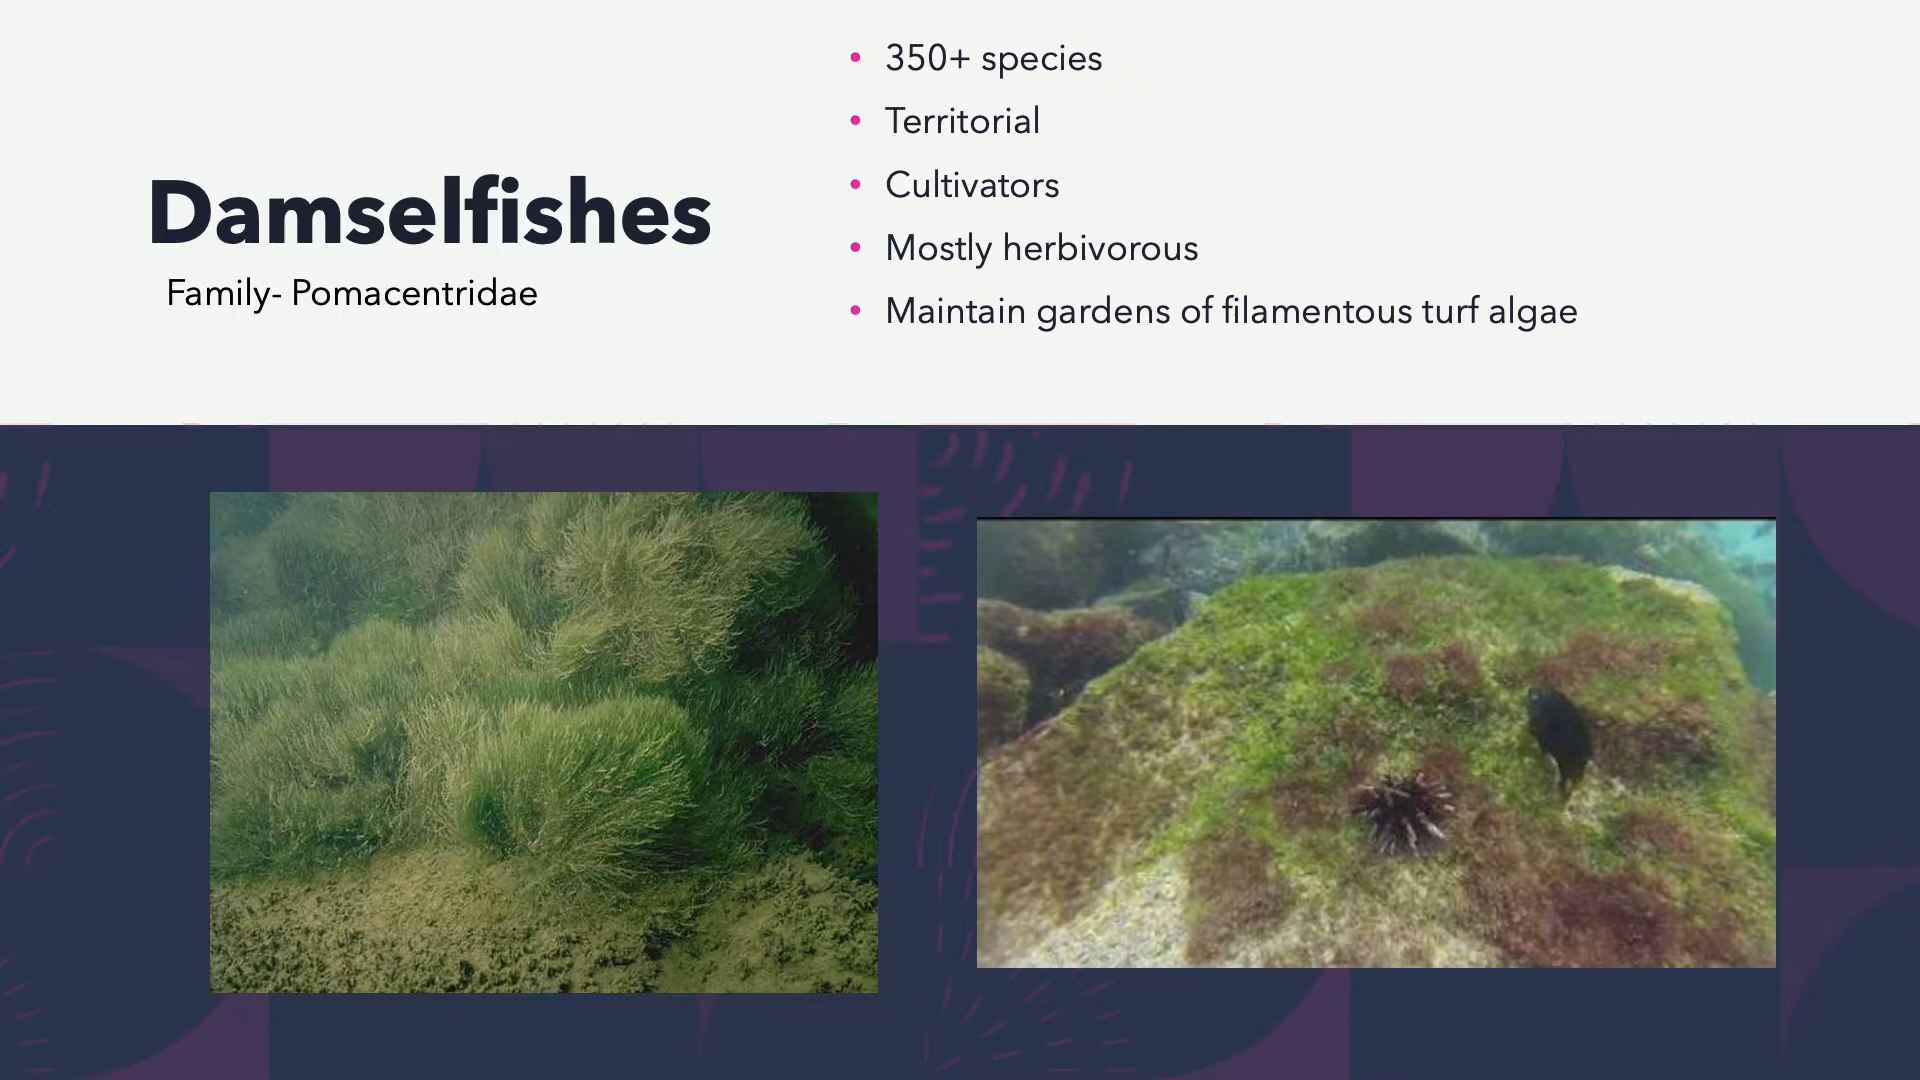 Damselfishes
Family- Pomacentridae
• 350+ species
• Territorial
• Cultivators
• Mostly herbivorous
• Maintain gardens of filamentous turf algae